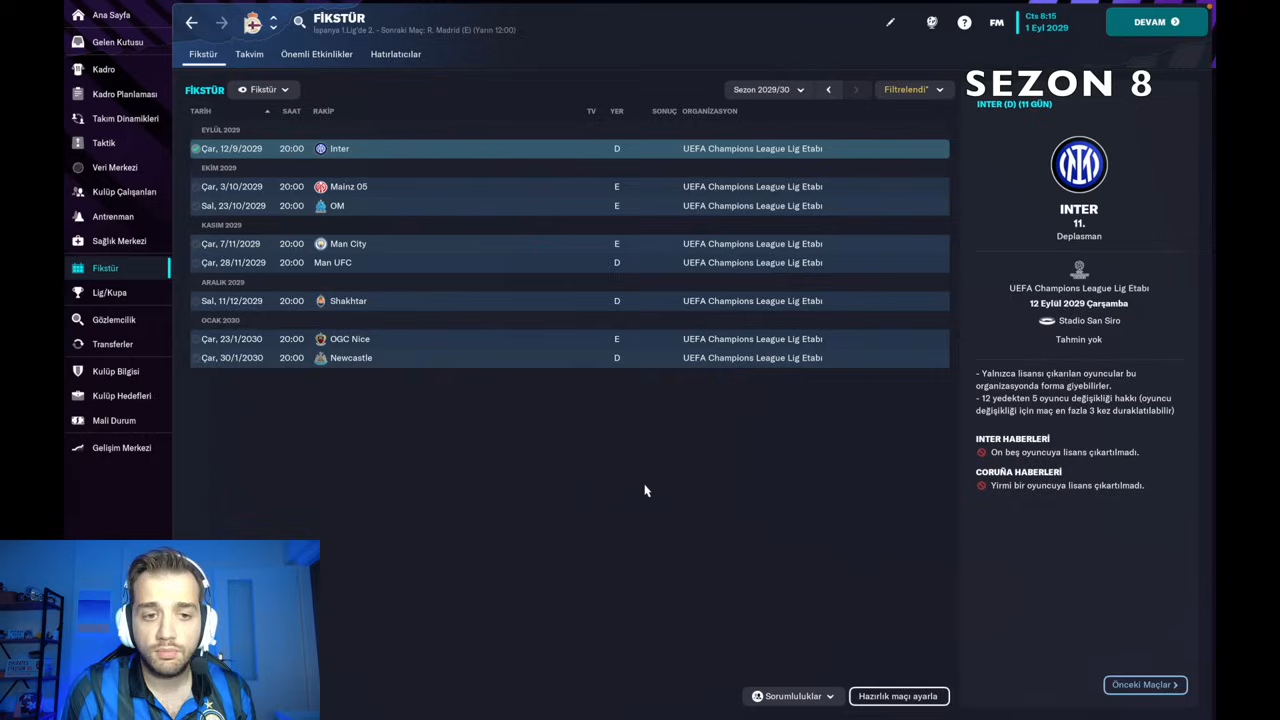 Ana Sayfa
Gelen Kutusu
Kadro
Kadro Planlaması
Takım Dinamikleri
Taktik
Veri Merkezi
Kulüp Çalışanları
Antrenman
Sağlık Merkezi
Fikstür
Lig/Kupa
Gözlemcilik
Transferler
Kulüp Bilgisi
Kulüp Hedefleri
Mali Durum
Gelişim Merkezi
FİKSTÜR
İspanya 1.Lig'de 2. - Sonraki Maç: R. Madrid (E) (Yarın 12:00)
FM
Cts 8:15
1 Eyl 2029
DEVAM
Fikstür Takvim Önemli Etkinlikler Hatırlatıcılar
FİKSTÜR Fikstür Sezon 2029/30 Filtrelendi*
SEZON 8
TARİH SAAT RAKİP TV YER SONUÇ ORGANİZASYON
EYLÜL 2029
Çar, 12/9/2029 20:00 Inter D UEFA Champions League Lig Etabı
EKİM 2029
Çar, 3/10/2029 20:00 Mainz 05 E UEFA Champions League Lig Etabı
Sal, 23/10/2029 20:00 OM E UEFA Champions League Lig Etabı
KASIM 2029
Çar, 7/11/2029 20:00 Man City E UEFA Champions League Lig Etabı
Çar, 28/11/2029 20:00 Man UFC D UEFA Champions League Lig Etabı
ARALIK 2029
Sal, 11/12/2029 20:00 Shakhtar D UEFA Champions League Lig Etabı
OCAK 2030
Çar, 23/1/2030 20:00 OGC Nice E UEFA Champions League Lig Etabı
Çar, 30/1/2030 20:00 Newcastle D UEFA Champions League Lig Etabı
INTER (D) (11 GÜN)
INTER
11.
Deplasman
UEFA Champions League Lig Etabı
12 Eylül 2029 Çarşamba
Stadio San Siro
Tahmin yok
- Yalnızca lisansı çıkarılan oyuncular bu
organizasyonda forma giyebilirler.
- 12 yedekten 5 oyuncu değişikliği hakkı (oyuncu
değişikliği için maç en fazla 3 kez duraklatılabilir)
INTER HABERLERİ
On beş oyuncuya lisans çıkartılmadı.
CORUÑA HABERLERİ
Yirmi bir oyuncuya lisans çıkartılmadı.
Önceki Maçlar
Sorumluluklar Hazırlık maçı ayarla